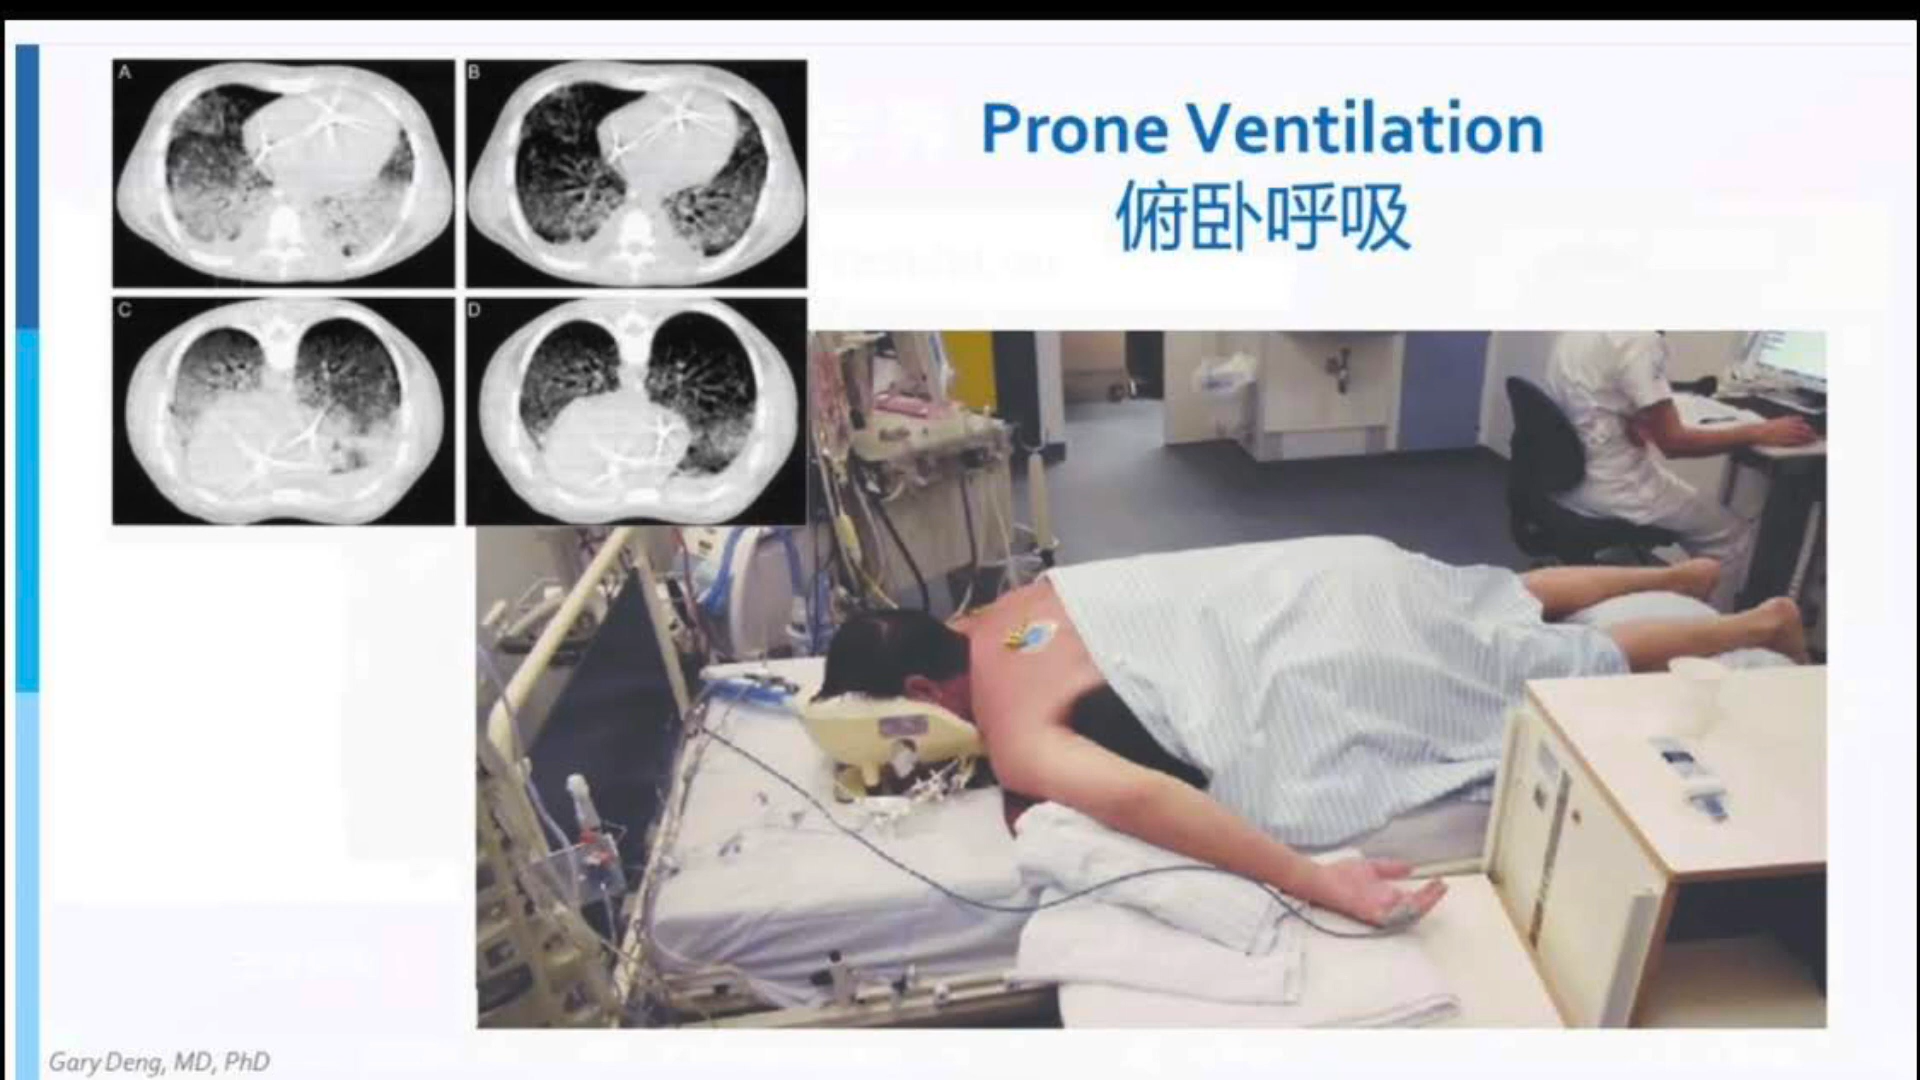 A
B
Prone Ventilation
俯卧呼吸
C
D
Gary Deng, MD, PhD